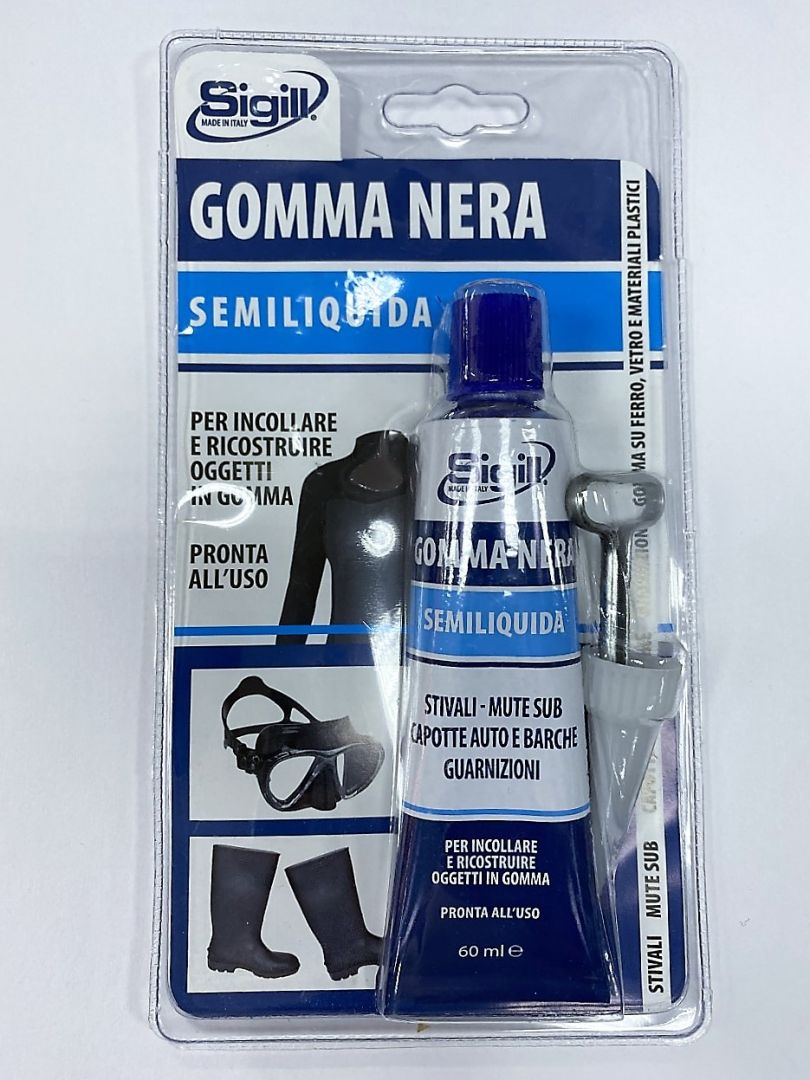 Sigill®
MADE IN ITALY
GOMMA NERA
SEMILIQUIDA
PER INCOLLARE
E RICOSTRUIRE
OGGETTI
IN GOMMA
PRONTA
ALL'USO
Sigill®
MADE IN ITALY
GOMMA NERA
SEMILIQUIDA
STIVALI - MUTE SUB
CAPOTTE AUTO E BARCHE
GUARNIZIONI
PER INCOLLARE
E RICOSTRUIRE
OGGETTI IN GOMMA
PRONTA ALL'USO
60 ml e
STIVALI MUTE SUB GOMMA SU FERRO, VETRO E MATERIALI PLASTICI